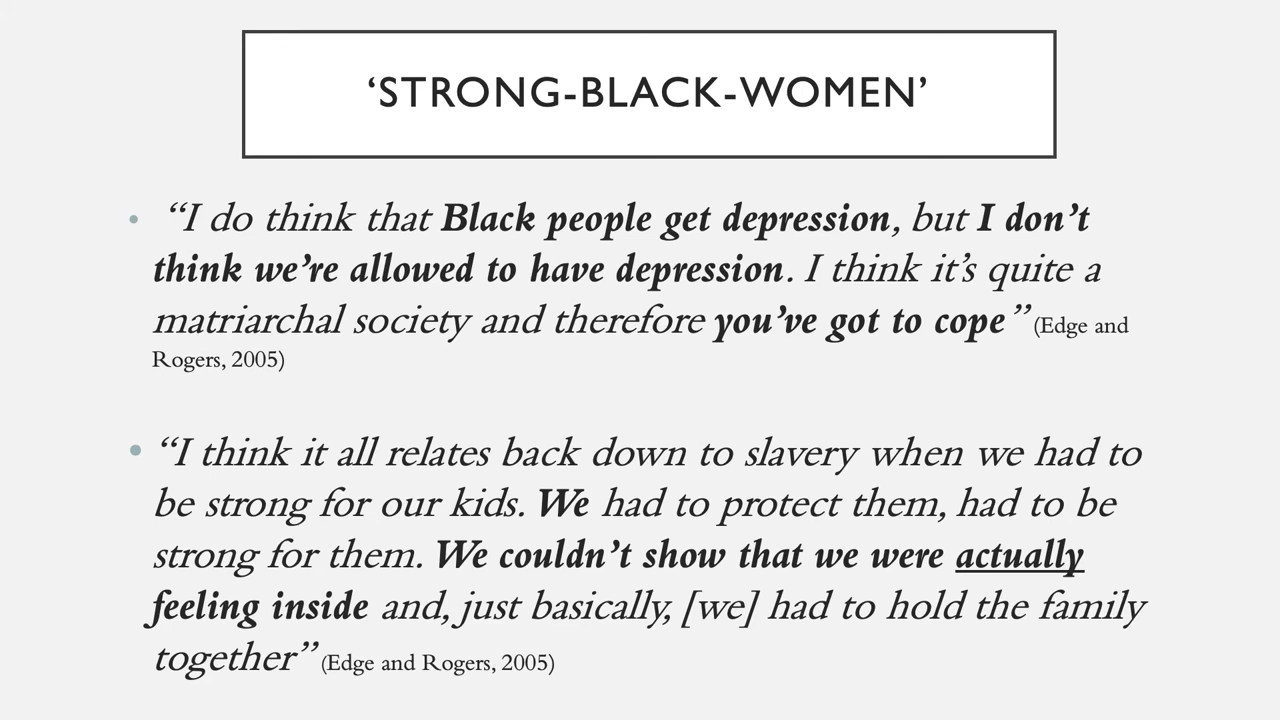 ‘STRONG-BLACK-WOMEN’
• “I do think that Black people get depression, but I don’t
think we’re allowed to have depression. I think it’s quite a
matriarchal society and therefore you’ve got to cope” (Edge and
Rogers, 2005)
• “I think it all relates back down to slavery when we had to
be strong for our kids. We had to protect them, had to be
strong for them. We couldn’t show that we were actually
feeling inside and, just basically, [we] had to hold the family
together” (Edge and Rogers, 2005)